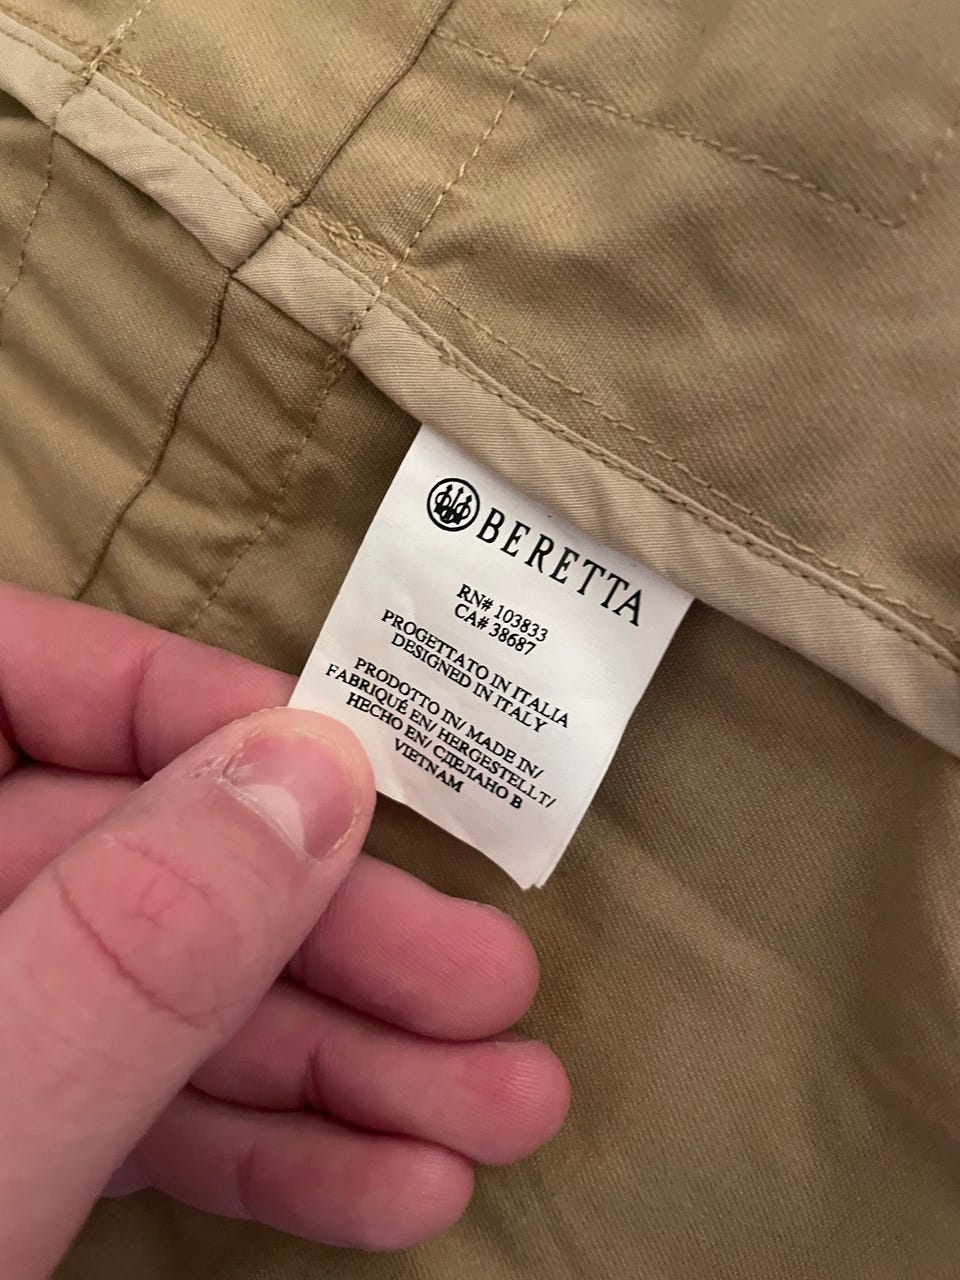 BERETTA
RN# 103833
CA# 38687
PROGETTATO IN ITALIA
DESIGNED IN ITALY
PRODOTTO IN/ MADE IN/
FABRIQUÉ EN/ HERGESTELLT/
HECHO EN/ СДЕЛАНО В
VIETNAM